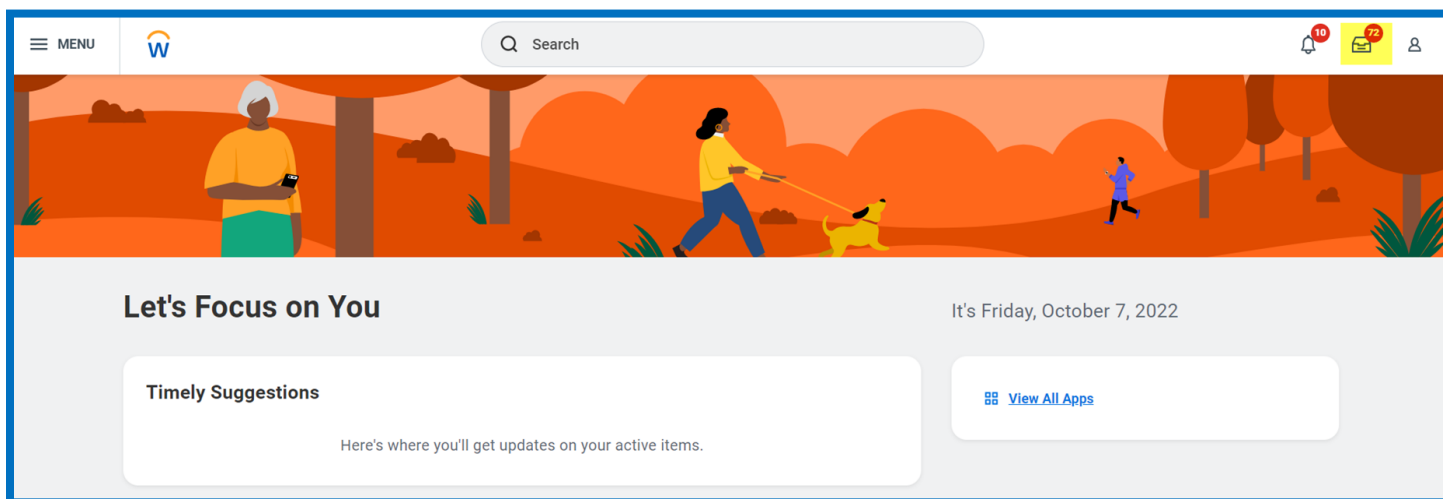 MENU
W
Search
10
72
Let's Focus on You
It's Friday, October 7, 2022
Timely Suggestions
View All Apps
Here's where you'll get updates on your active items.